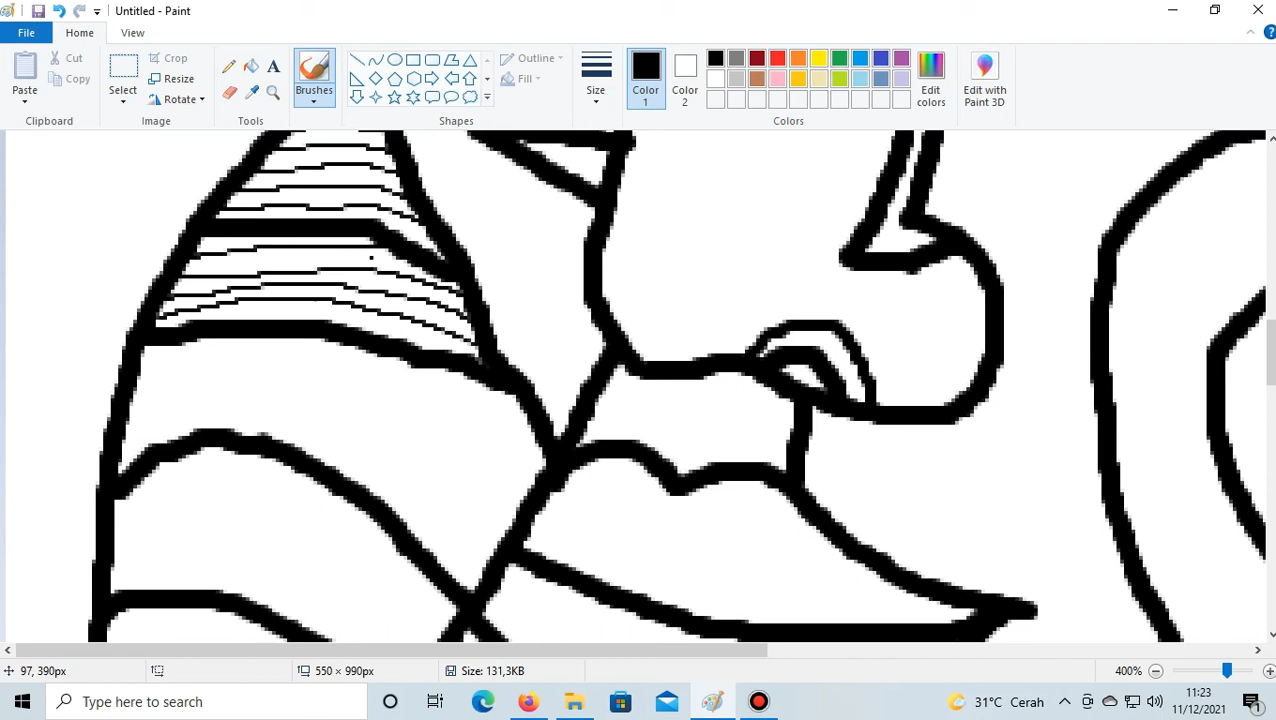 Untitled - Paint
File
Home
View
Paste
Cut
Copy
Clipboard
Select
Crop
Resize
Rotate
Image
A
Tools
Brushes
Outline
Fill
Shapes
Size
Color
1
Color
2
Edit
colors
Colors
Edit with
Paint 3D
97, 390px
550 × 990px
Size: 131,3KB
400%
Type here to search
31°C Cerah
11:23
11/12/2021
1